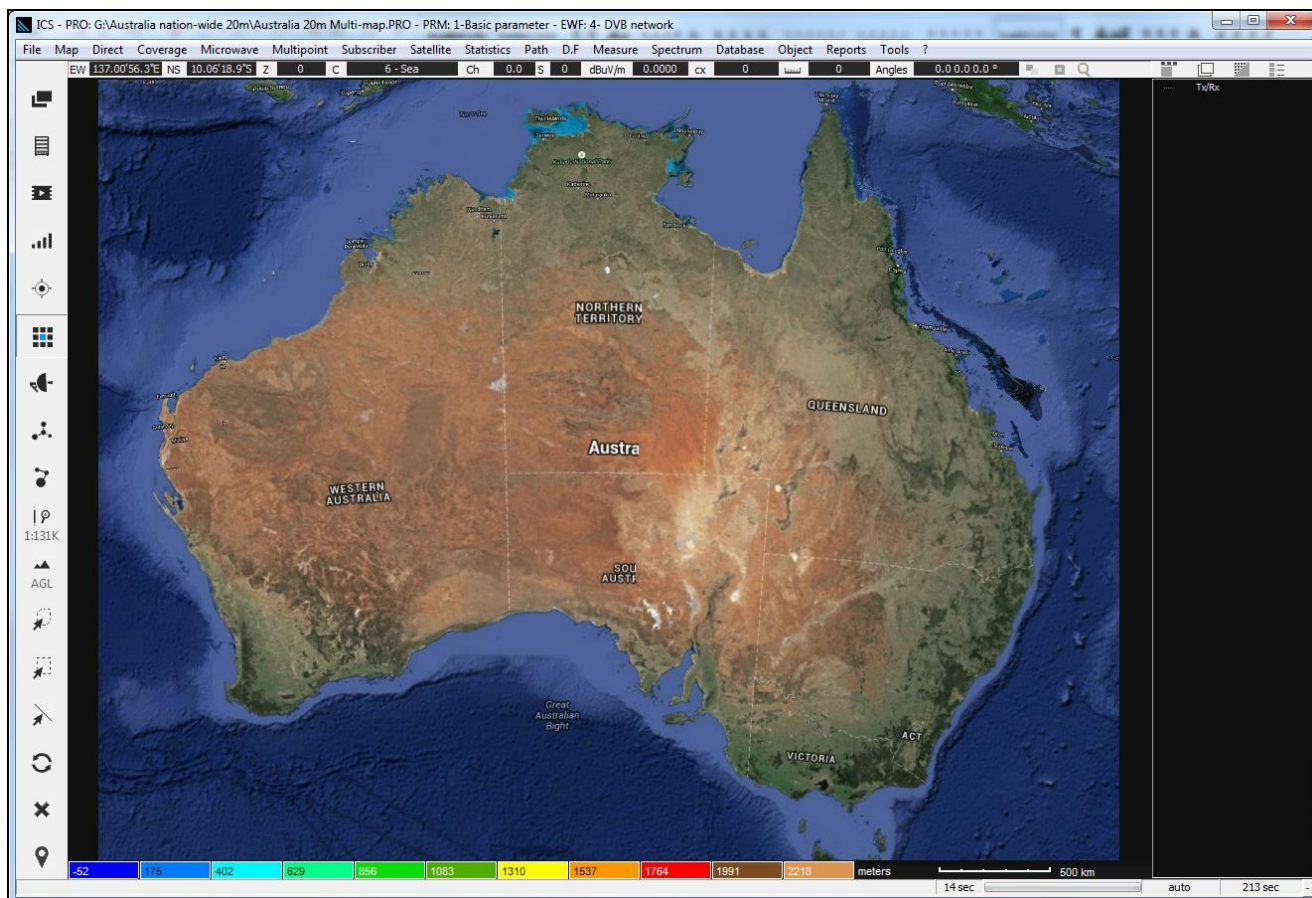 ICS - PRO: G:\Australia nation-wide 20m\Australia 20m Multi-map.PRO - PRM: 1-Basic parameter - EWF: 4- DVB network
File Map Direct Coverage Microwave Multipoint Subscriber Satellite Statistics Path D.F Measure Spectrum Database Object Reports Tools ?
EW 137.00'56.3"E NS 10.06'18.9"S Z 0 C 6 - Sea Ch 0.0 S 0 dBuV/m 0.0000 cx 0 0 Angles 0.0 0.0 0.0 °
Tx/Rx
Darwin
Katherine
NORTHERN
TERRITORY
QUEENSLAND
Austra
WESTERN
AUSTRALIA
SOU
AUSTR
1:131K
AGL
Great
Australian
Bight
ACT
VICTORIA
-52 175 402 629 856 1083 1310 1537 1764 1991 2218 meters 500 km
14 sec auto 213 sec